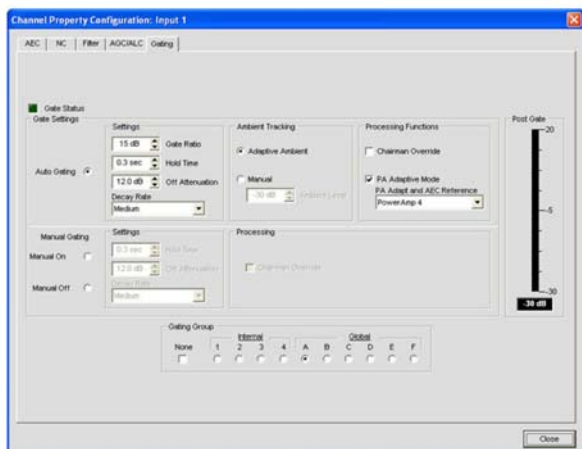 Channel Property Configuration: Input 1
AEC NC Filter AGC/ALC Gating
Gate Status
Gate Settings
Auto Gating
Settings
15 dB Gate Ratio
0.3 sec Hold Time
12.0 dB Off Attenuation
Decay Rate
Medium
Ambient Tracking
Adaptive Ambient
Manual
-30 dB Ambient Level
Processing Functions
Chairman Override
PA Adaptive Mode
PA Adapt and AEC Reference
PowerAmp 4
Post Gate
20
-5
-30
-30 dB
Manual Gating
Manual On
Manual Off
Settings
0.3 sec Hold Time
12.0 dB Off Attenuation
Decay Rate
Medium
Processing
Chairman Override
Gating Group
Internal Global
None 1 2 3 4 A B C D E F
Close